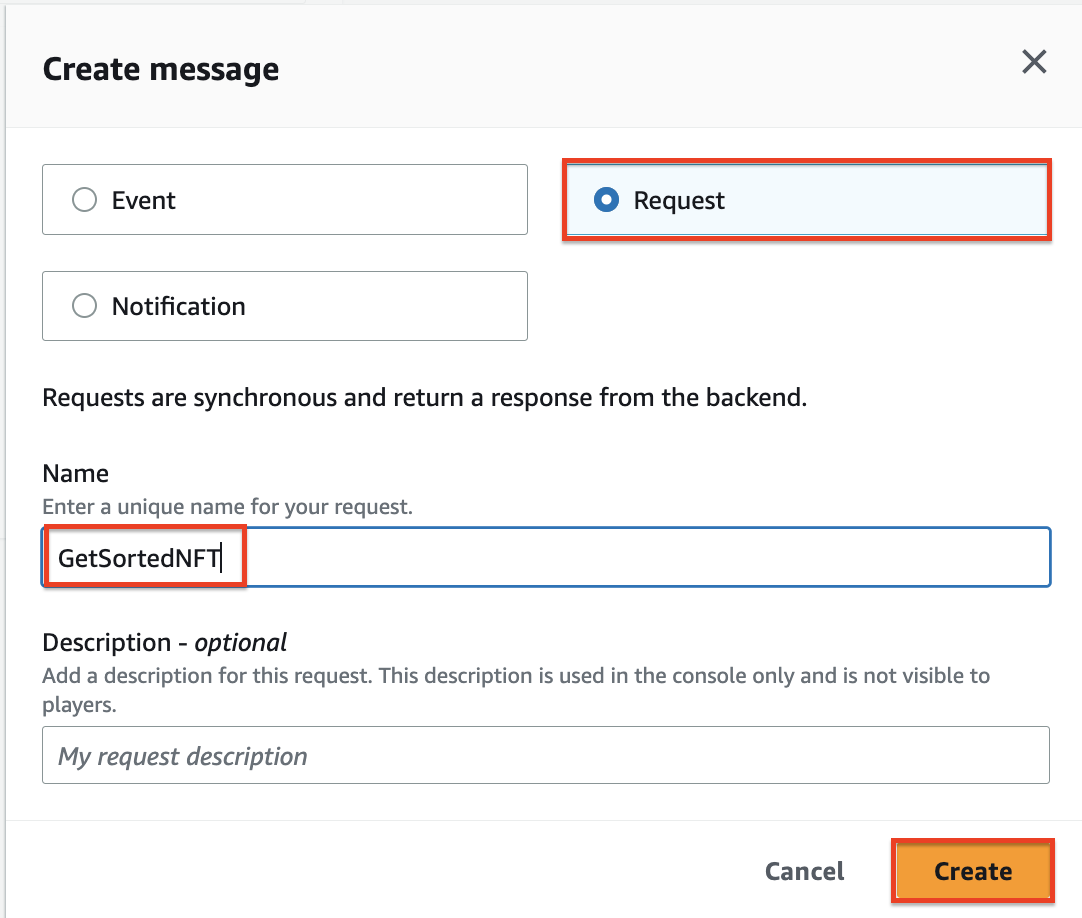 Create message
Event
Request
Notification
Requests are synchronous and return a response from the backend.
Name
Enter a unique name for your request.
GetSortedNFT
Description - optional
Add a description for this request. This description is used in the console only and is not visible to
players.
My request description
Cancel
Create